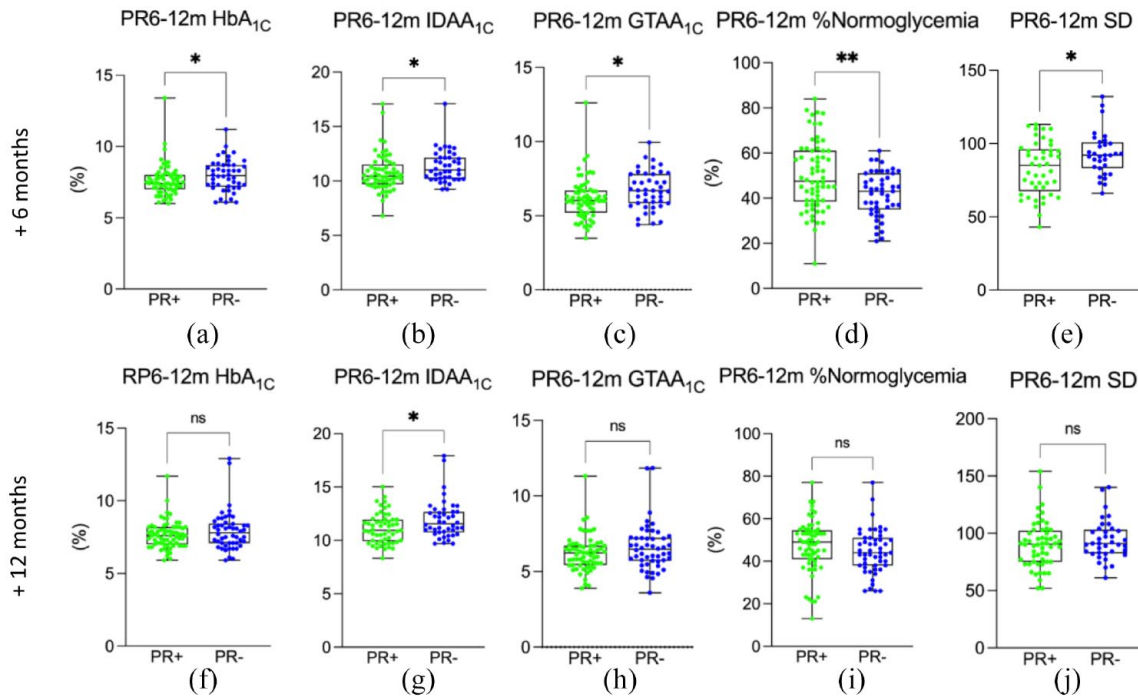 PR6-12m HbA1C
PR6-12m IDAA1C
PR6-12m GTAA1C
PR6-12m %Normoglycemia
PR6-12m SD
+ 6 months
*
*
*
**
*
(%)
15
10
5
0
20
15
10
5
0
15
10
5
0
(%)
100
80
60
40
20
0
150
100
50
0
PR+ PR-
PR+ PR-
PR+ PR-
PR+ PR-
PR+ PR-
(a)
(b)
(c)
(d)
(e)
RP6-12m HbA1C
PR6-12m IDAA1C
PR6-12m GTAA1C
PR6-12m %Normoglycemia
PR6-12m SD
+ 12 months
ns
*
ns
ns
ns
(%)
15
10
5
0
20
15
10
5
0
15
10
5
0
(%)
100
80
60
40
20
0
200
150
100
50
0
PR+ PR-
PR+ PR-
PR+ PR-
PR+ PR-
PR+ PR-
(f)
(g)
(h)
(i)
(j)